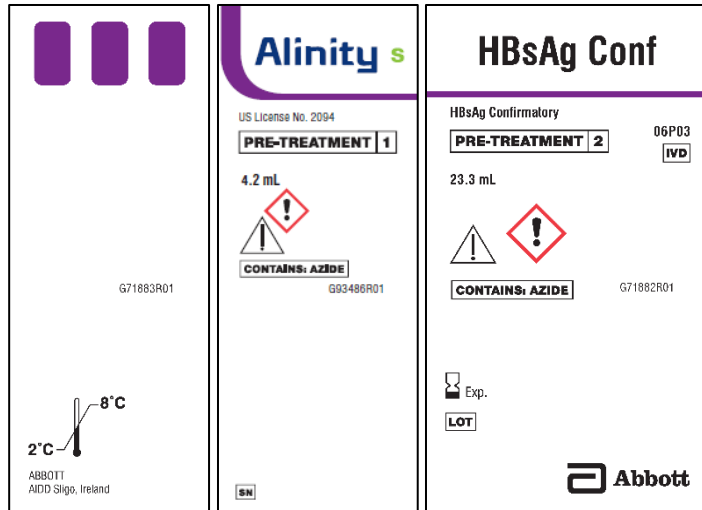 G71883R01
8°C
2°C
ABBOTT
AIDD Sligo, Ireland
Alinity s
US License No. 2094
PRE-TREATMENT 1
4.2 mL
CONTAINS: AZIDE
G93486R01
SN
HBsAg Conf
HBsAg Confirmatory
06P03
PRE-TREATMENT 2
IVD
23.3 mL
CONTAINS: AZIDE
G71882R01
Exp.
LOT
Abbott